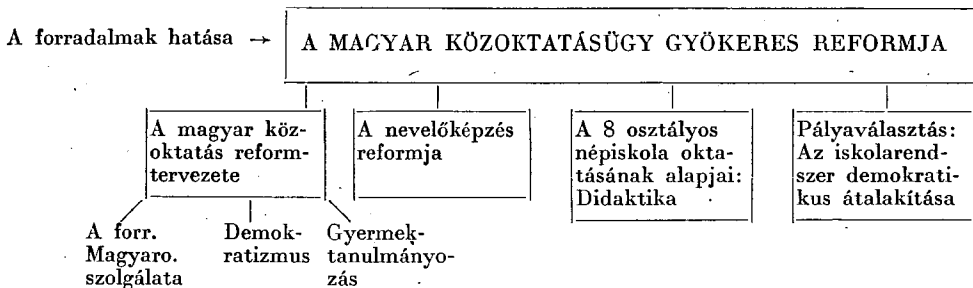 A forradalmak hatása →
A MAGYAR KÖZOKTATÁSÜGY GYÖKERES REFORMJA
A magyar köz-
oktatás reform-
tervezete
A nevelőképzés
reformja
A 8 osztályos
népiskola okta-
tásának alapjai:
Didaktika
Pályaválasztás:
Az iskolarend-
szer demokrati-
kus átalakítása
A forr.
Magyaro.
szolgálata
Demok-
ratizmus
Gyermek-
tanulmányo-
zás